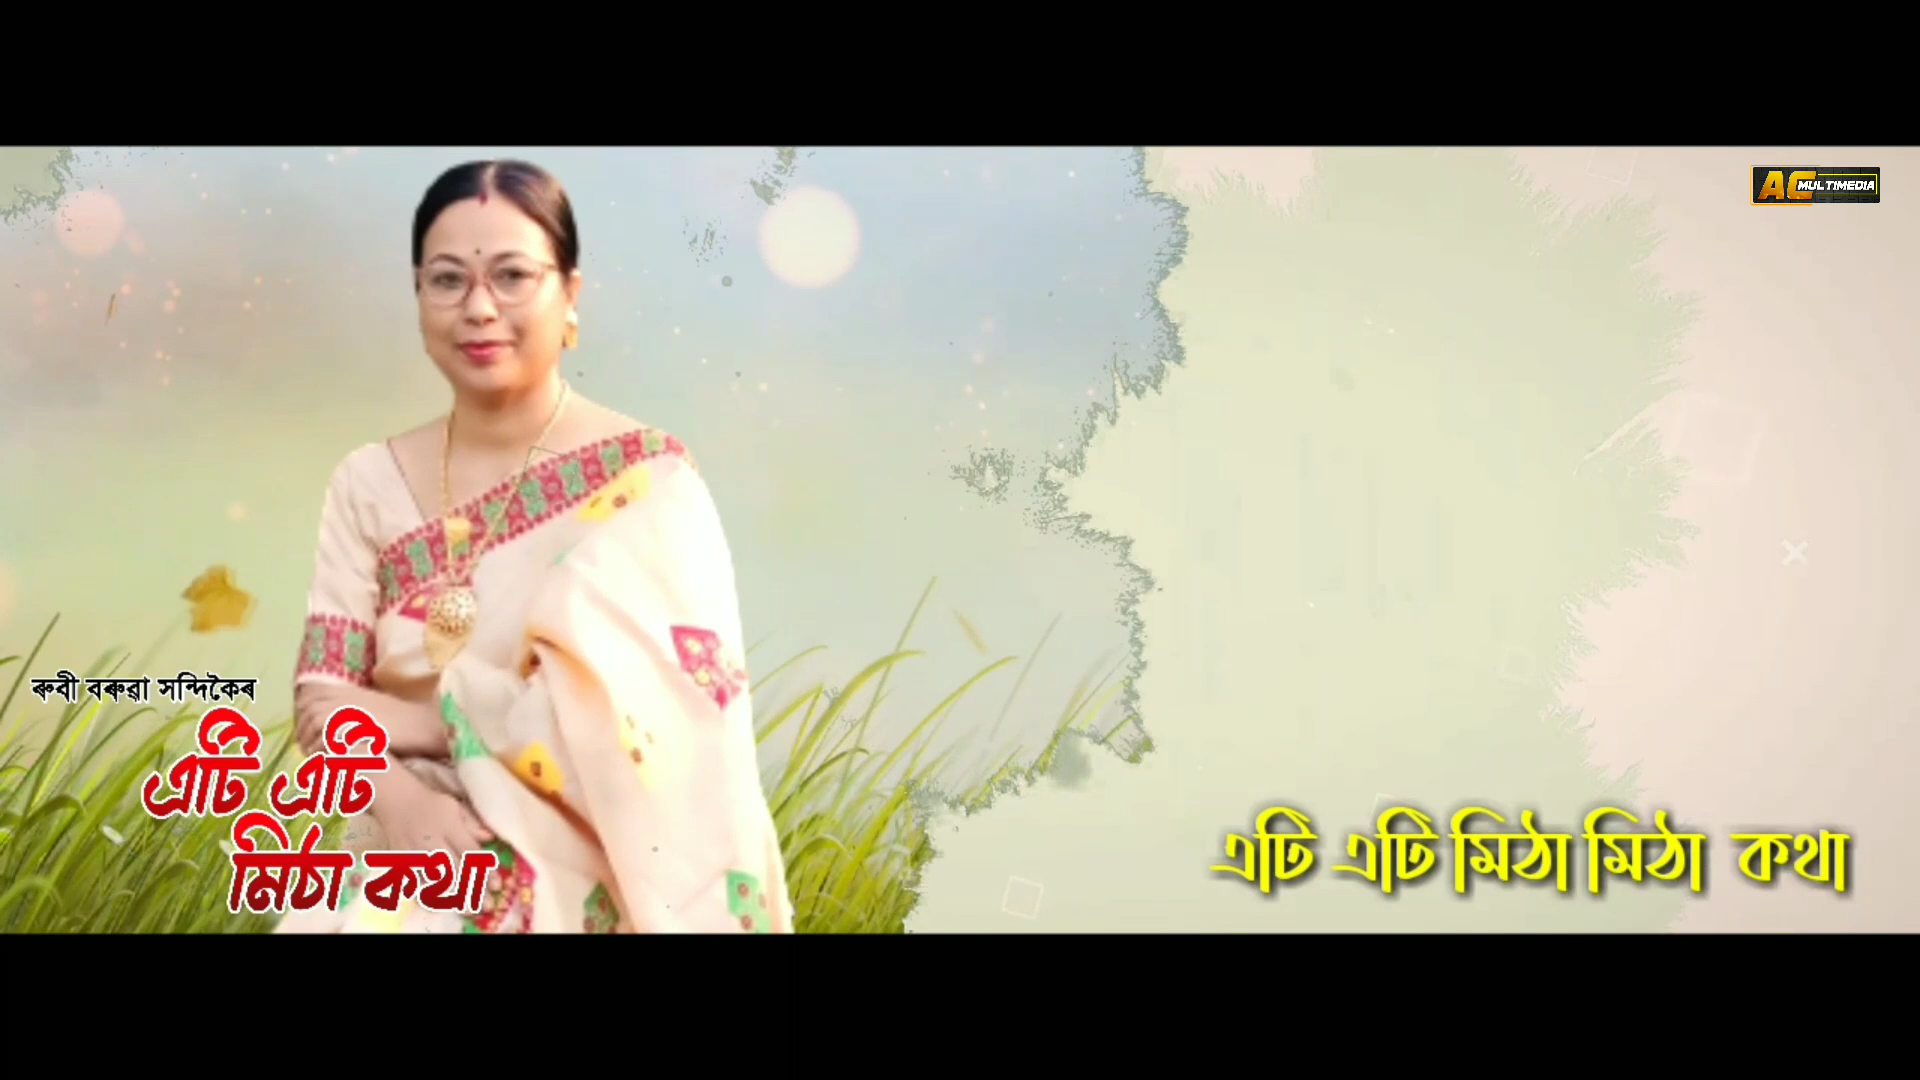 AC MULTIMEDIA
ৰুবী বৰুৱা সন্দিকৈৰ
এটি এটি
মিঠা কথা
এটি এটি মিঠা মিঠা কথা